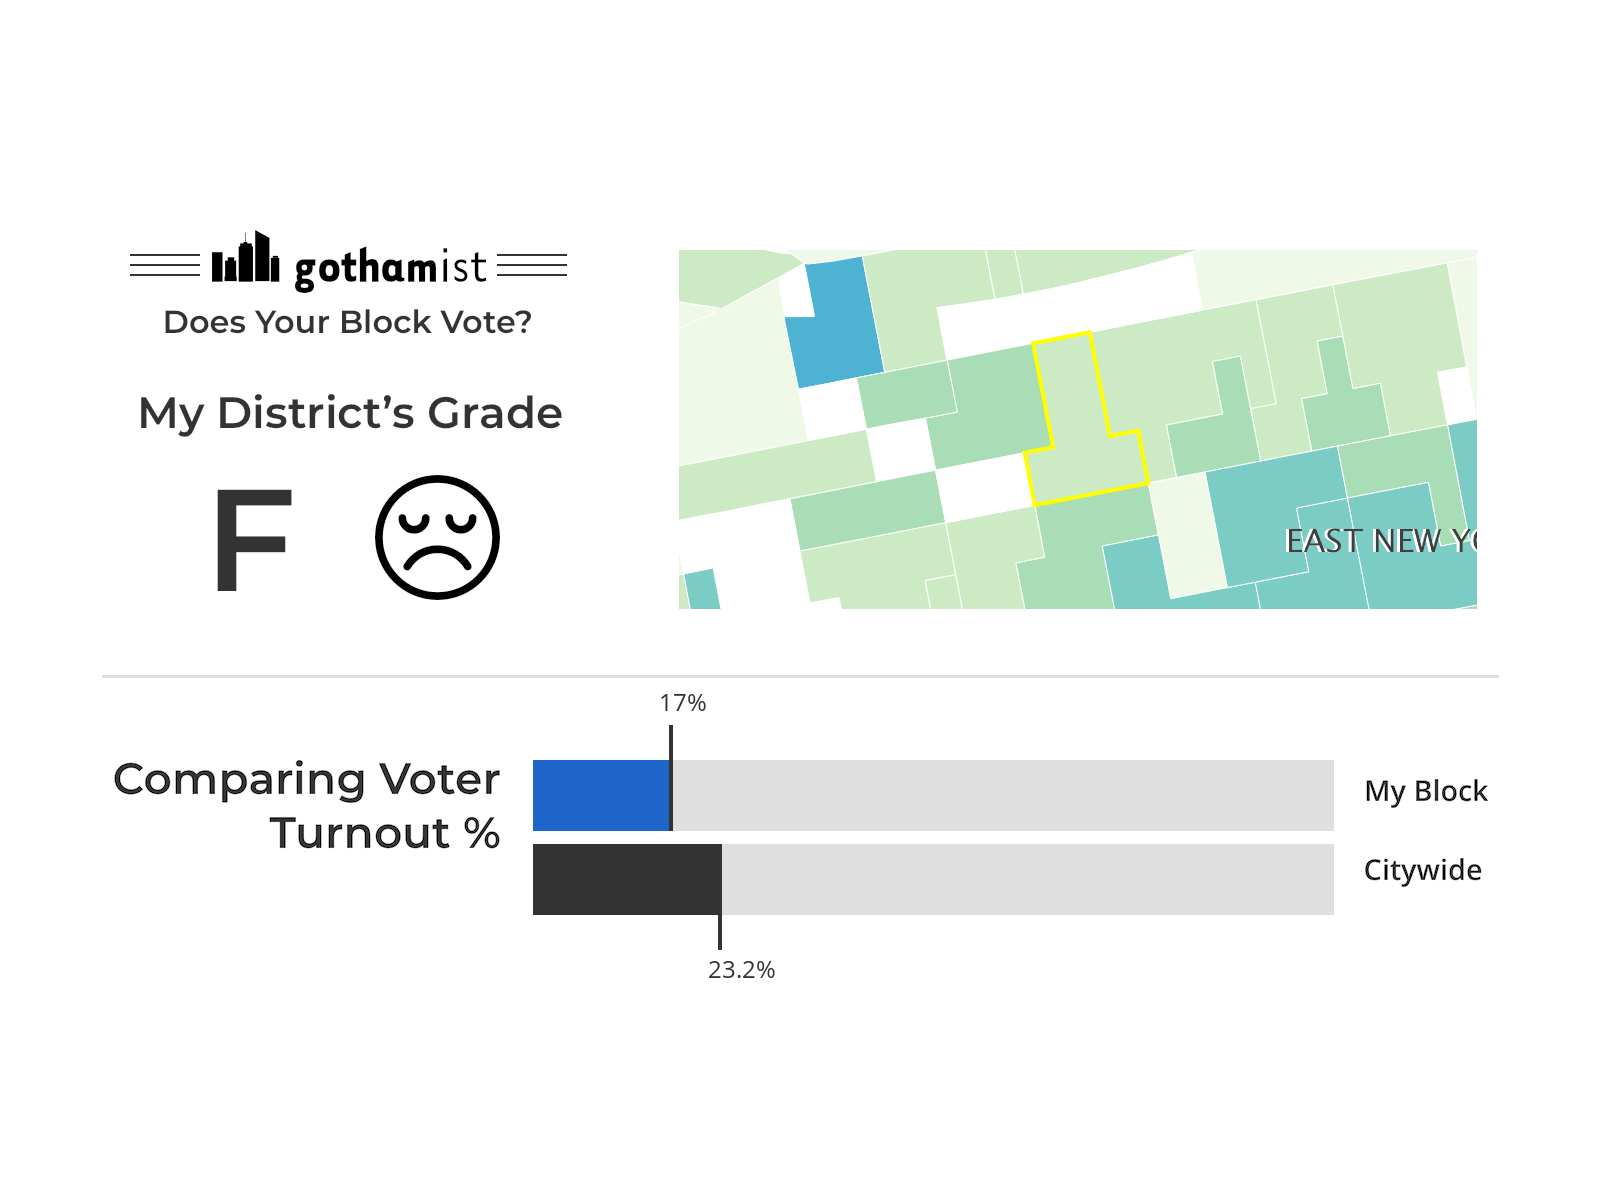 gothamist
Does Your Block Vote?
My District's Grade
F
EAST NEW
17%
Comparing Voter
Turnout %
My Block
Citywide
23.2%